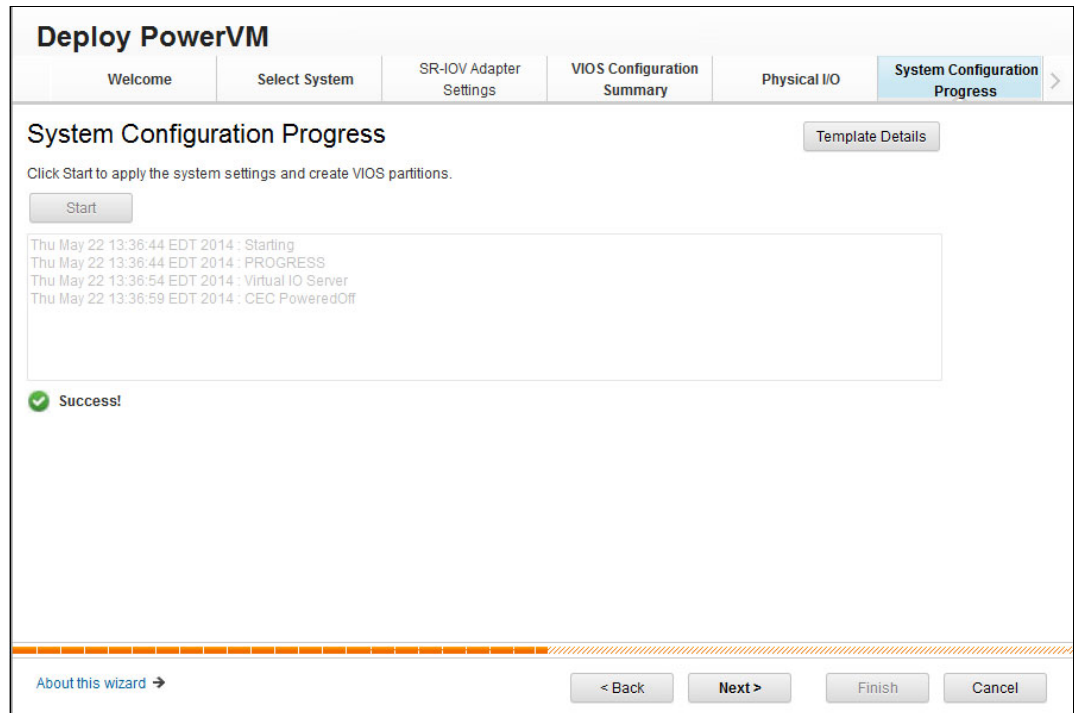 Deploy PowerVM
Welcome
Select System
SR-IOV Adapter
Settings
VIOS Configuration
Summary
Physical I/O
System Configuration
Progress
System Configuration Progress
Template Details
Click Start to apply the system settings and create VIOS partitions.
Start
Thu May 22 13:36:44 EDT 2014 : Starting
Thu May 22 13:36:44 EDT 2014 : PROGRESS
Thu May 22 13:36:54 EDT 2014 : Virtual IO Server
Thu May 22 13:36:59 EDT 2014 : CEC PoweredOff
Success!
About this wizard
< Back
Next >
Finish
Cancel